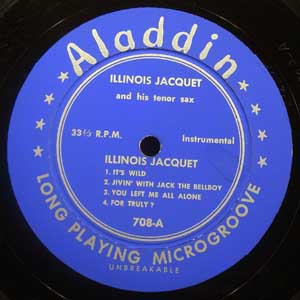 Aladdin
ILLINOIS JACQUET
and his tenor sax
33⅓ R.P.M. Instrumental
ILLINOIS JACQUET
1. IT'S WILD
2. JIVIN' WITH JACK THE BELLBOY
3. YOU LEFT ME ALL ALONE
4. FOR TRULY?
708-A
LONG PLAYING MICROGROOVE
UNBREAKABLE